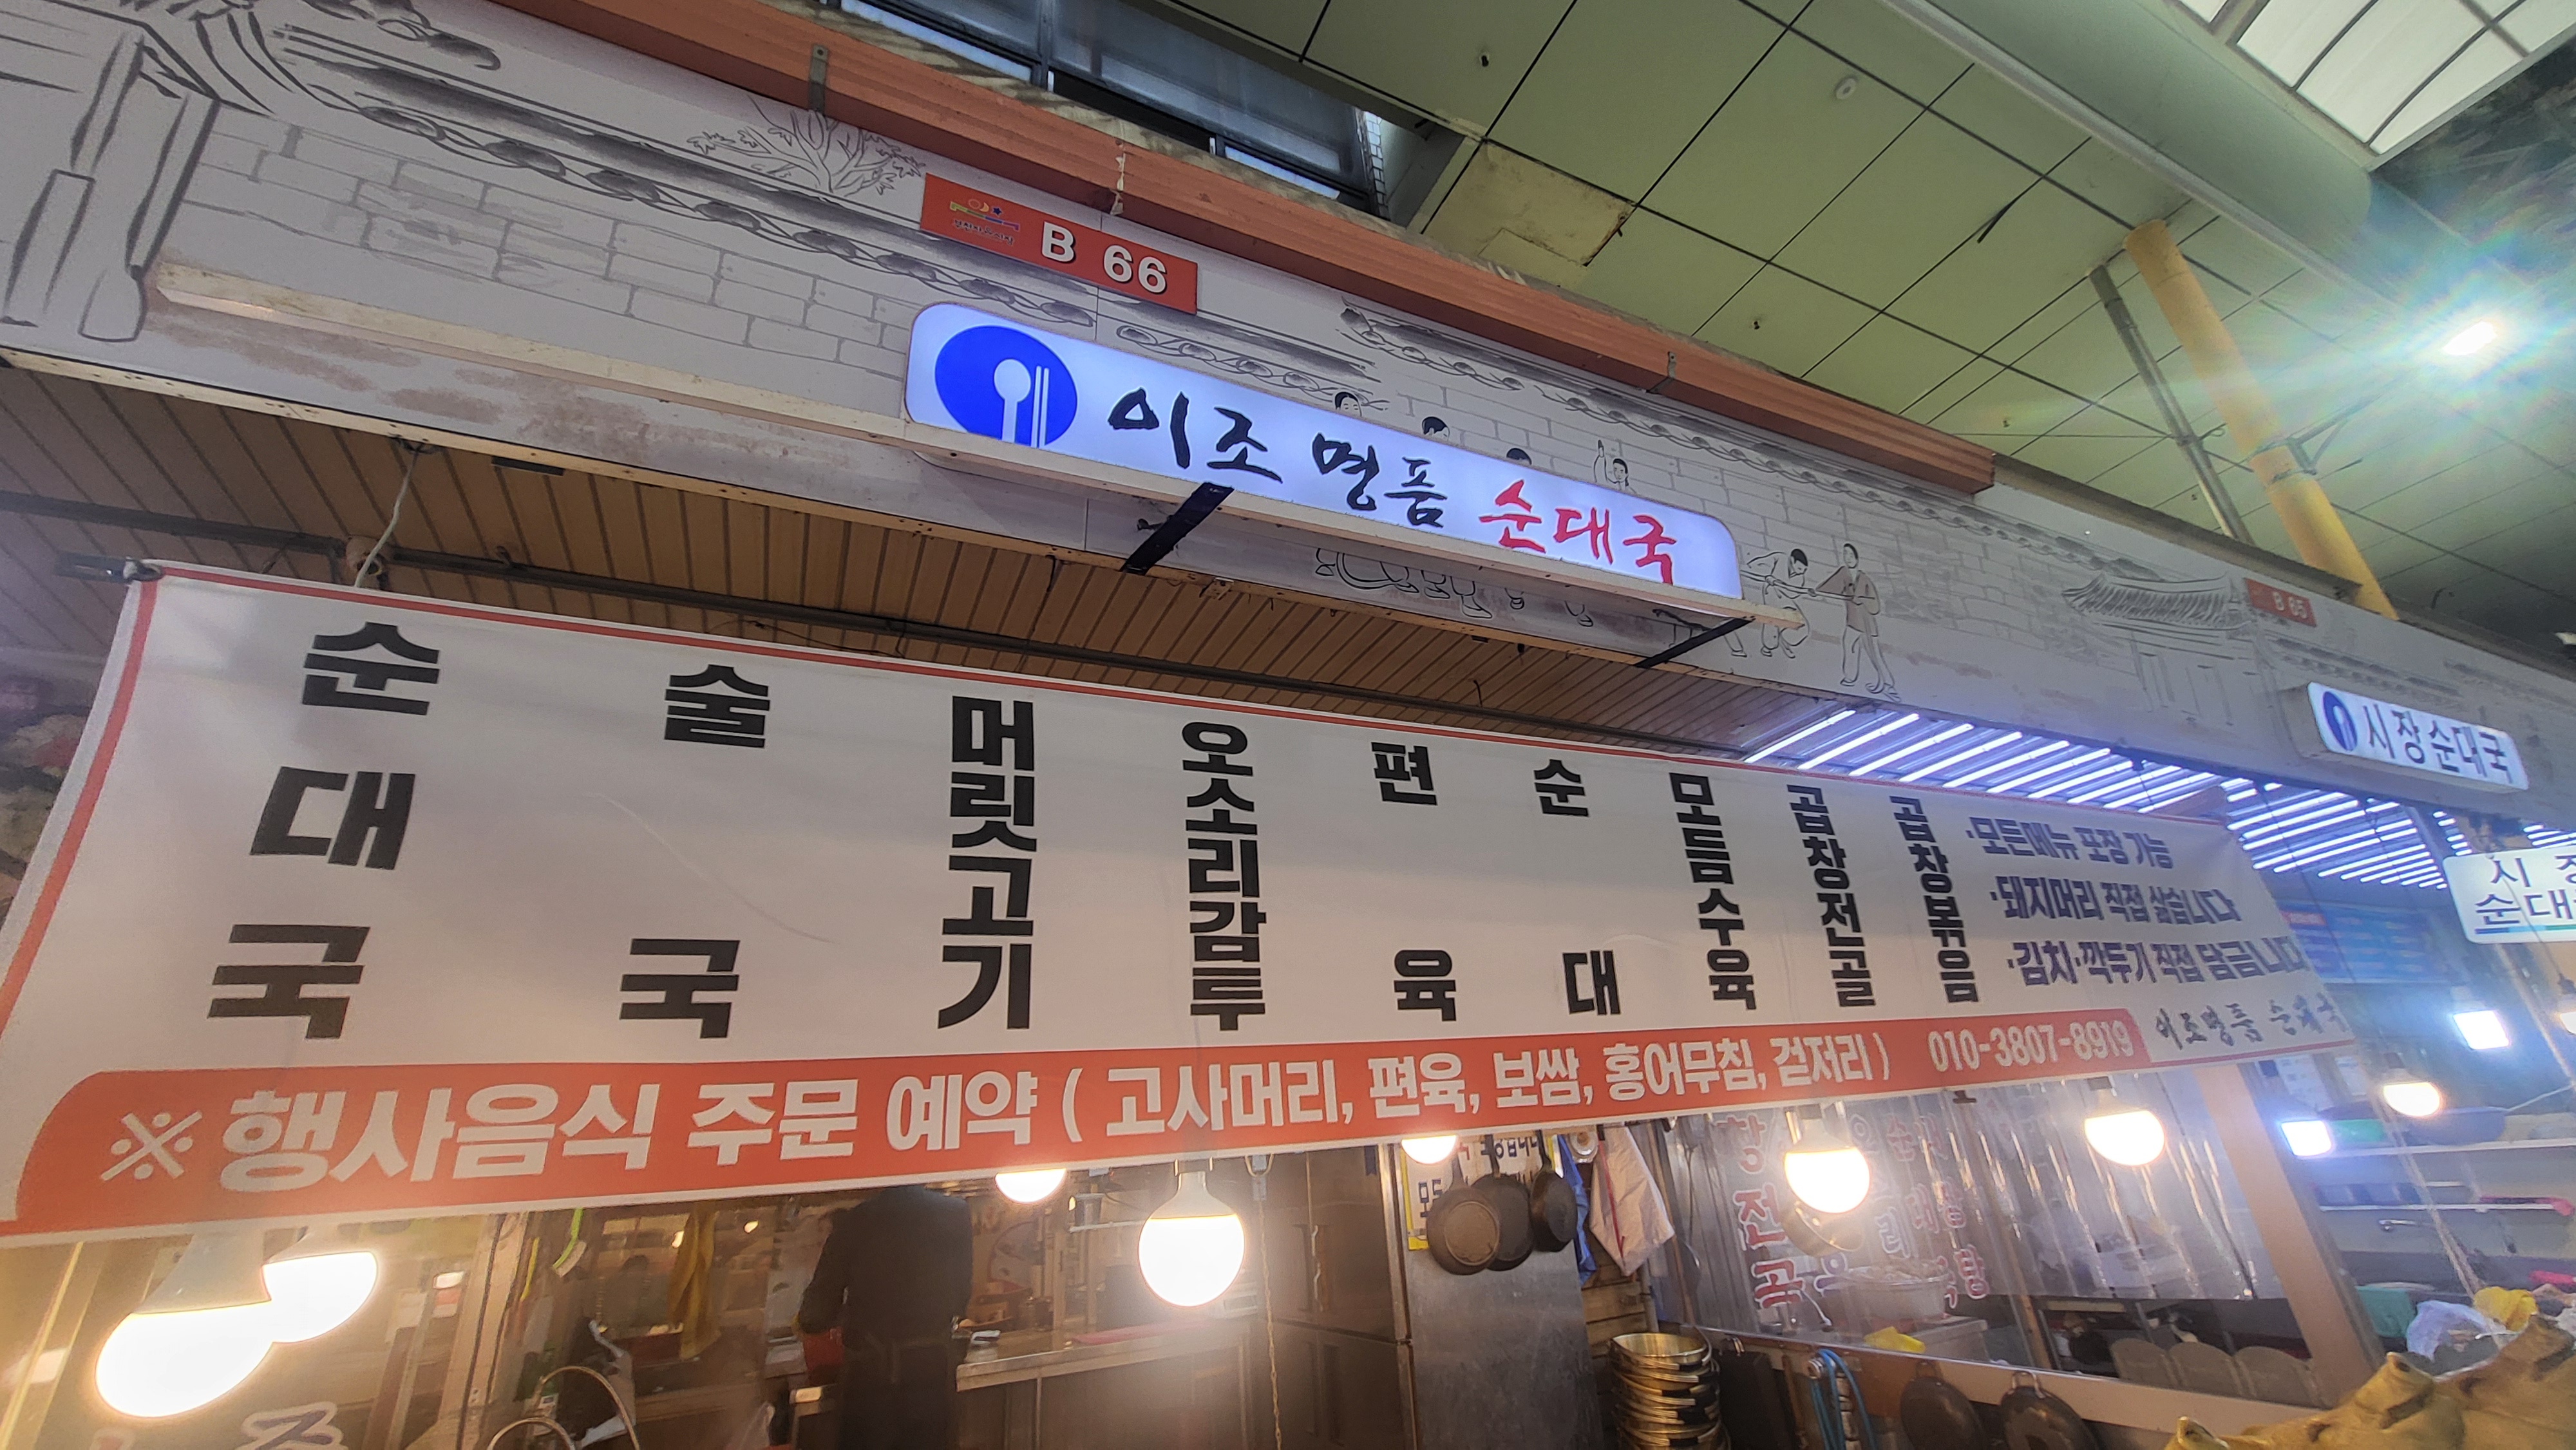 B 66
이조 명품 순대국
B 65
시장순대국
순대국
술국
머릿고기
오소리감투
편육
순대
모듬수육
곱창전골
곱창볶음
·모든메뉴 포장 가능
·돼지머리 직접 삶습니다
·김치·깍두기 직접 담급니다
이조명품 순대국
※행사음식 주문 예약 ( 고사머리, 편육, 보쌈, 홍어무침, 겉저리 ) 010-3807-8919
순대